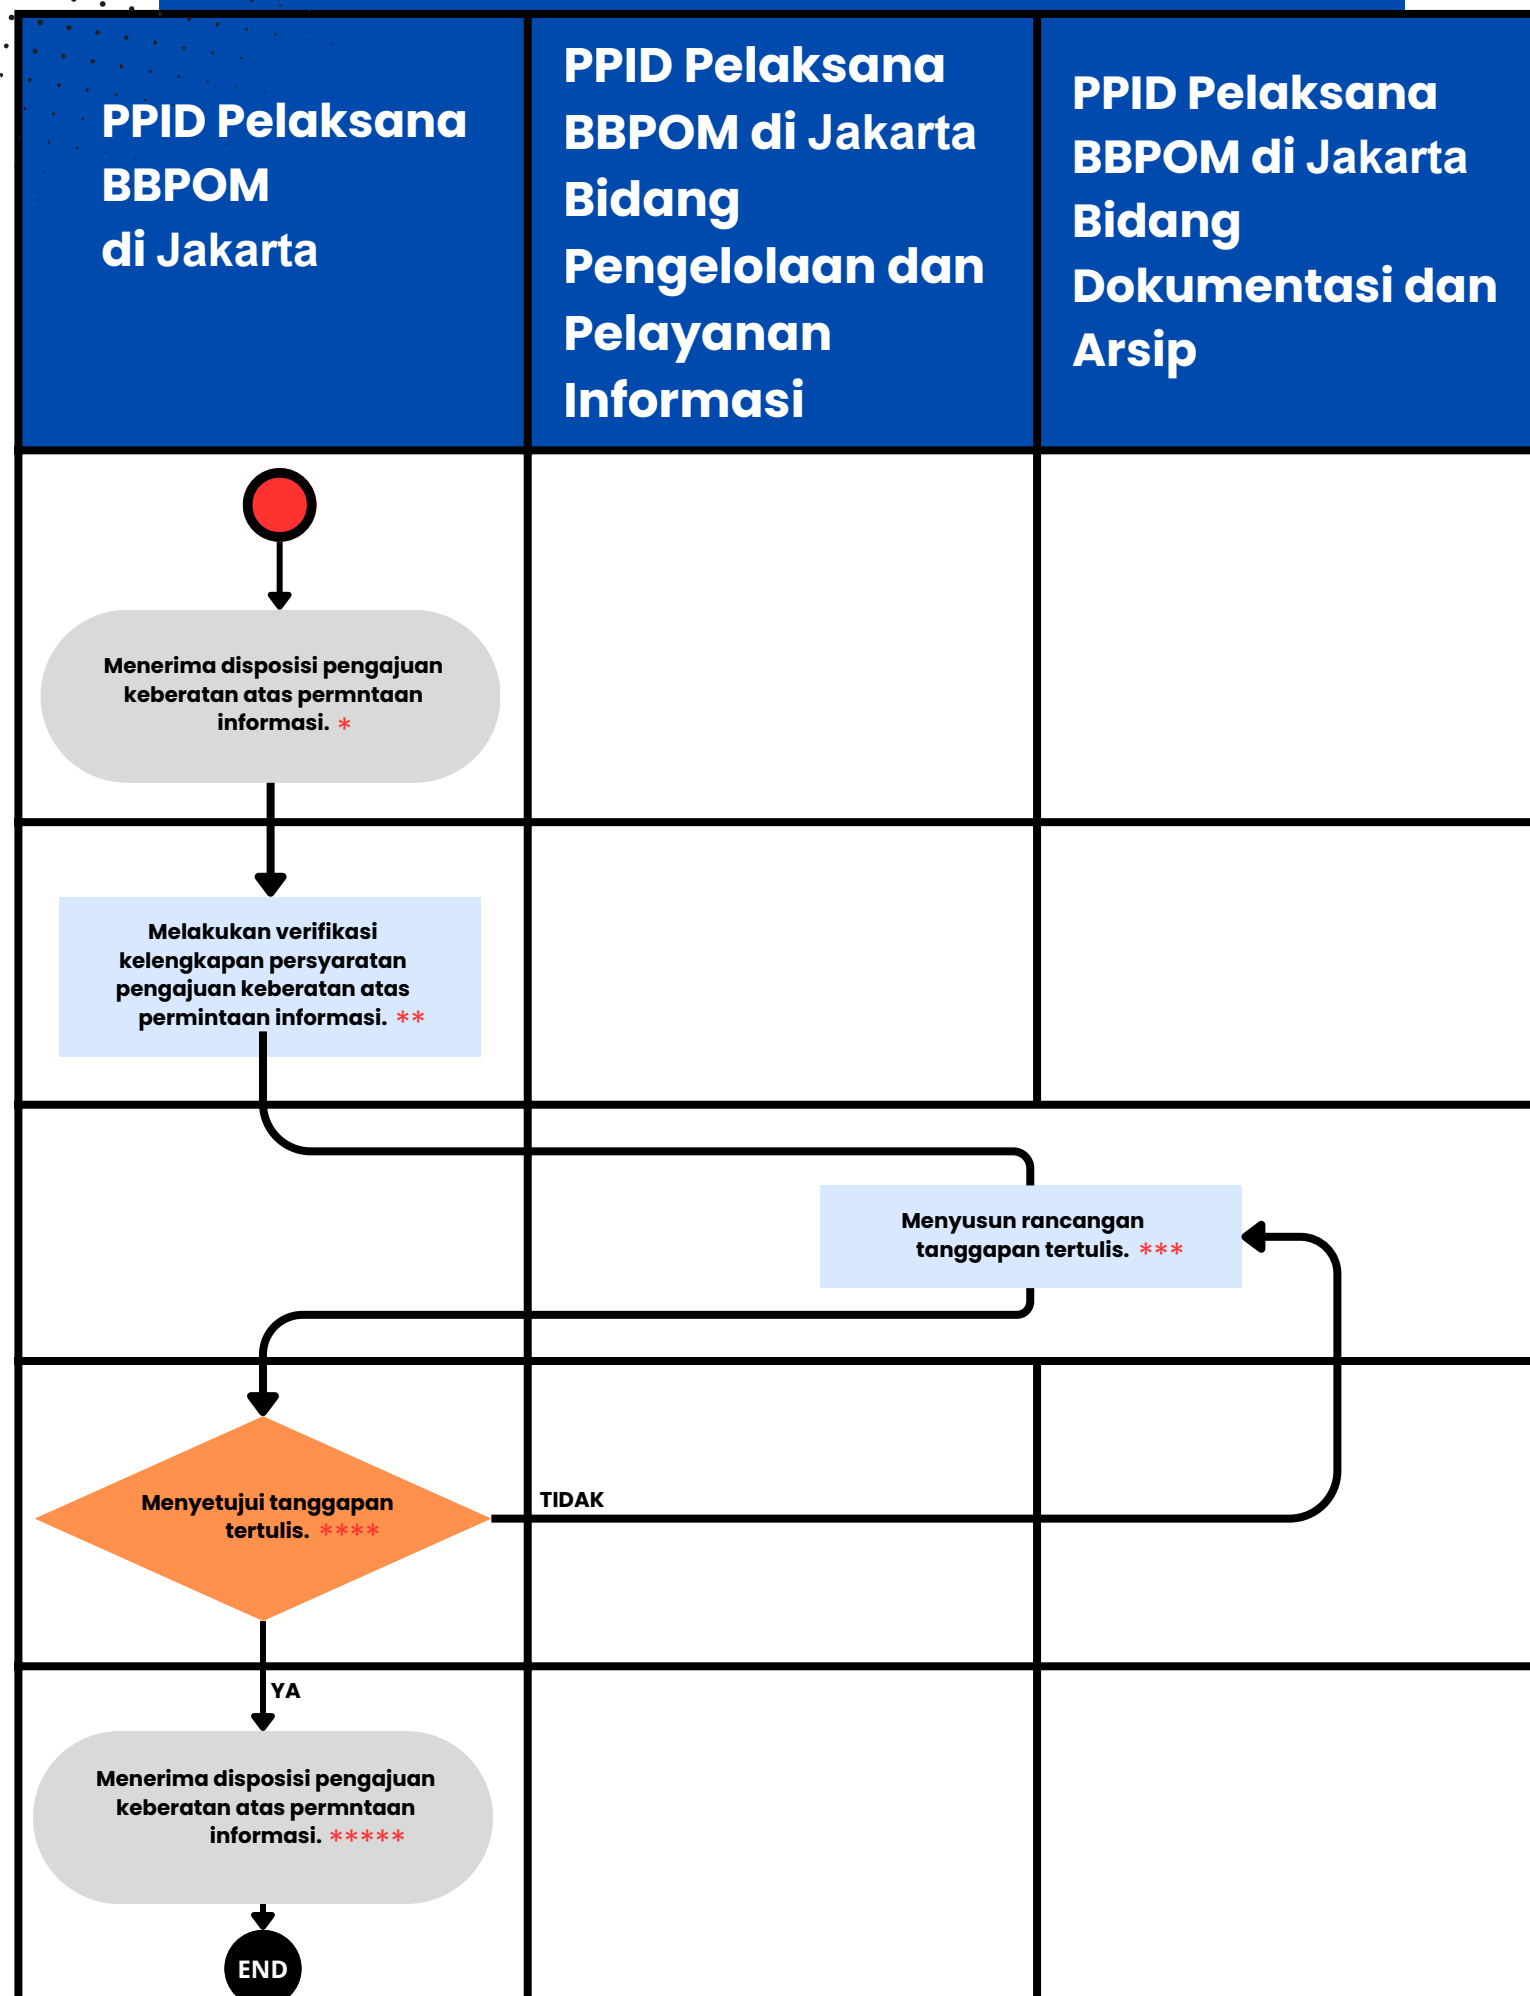 PPID Pelaksana
BBPOM
di Jakarta
PPID Pelaksana
BBPOM di Jakarta
Bidang
Pengelolaan dan
Pelayanan
Informasi
PPID Pelaksana
BBPOM di Jakarta
Bidang
Dokumentasi dan
Arsip
Menerima disposisi pengajuan
keberatan atas permntaan
informasi. *
Melakukan verifikasi
kelengkapan persyaratan
pengajuan keberatan atas
permintaan informasi. **
Menyusun rancangan
tanggapan tertulis. ***
Menyetujui tanggapan
tertulis. ****
TIDAK
YA
Menerima disposisi pengajuan
keberatan atas permntaan
informasi. *****
END